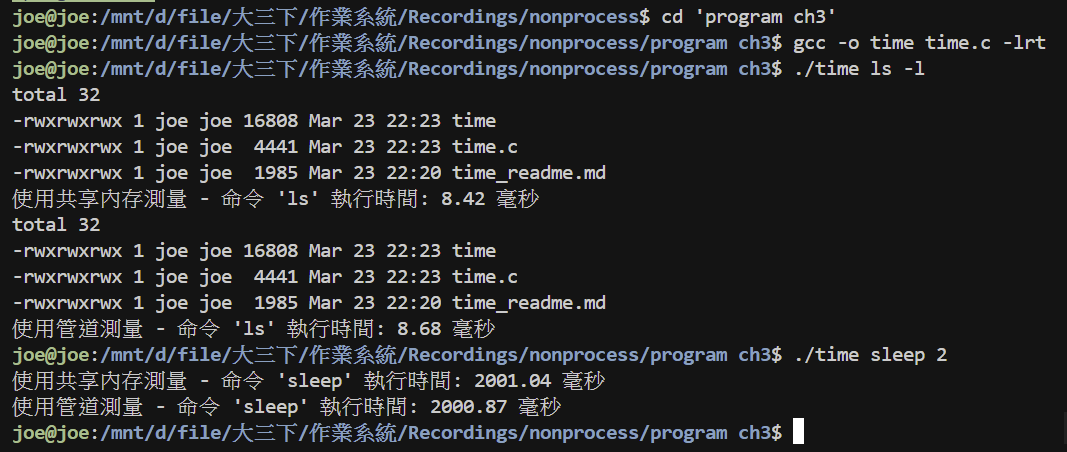 joe@joe:/mnt/d/file/大三下/作業系統/Recordings/nonprocess$ cd 'program ch3'
joe@joe:/mnt/d/file/大三下/作業系統/Recordings/nonprocess/program ch3$ gcc -o time time.c -lrt
joe@joe:/mnt/d/file/大三下/作業系統/Recordings/nonprocess/program ch3$ ./time ls -l
total 32
-rwxrwxrwx 1 joe joe 16808 Mar 23 22:23 time
-rwxrwxrwx 1 joe joe  4441 Mar 23 22:23 time.c
-rwxrwxrwx 1 joe joe  1985 Mar 23 22:20 time_readme.md
使用共享內存測量 - 命令 'ls' 執行時間: 8.42 毫秒
total 32
-rwxrwxrwx 1 joe joe 16808 Mar 23 22:23 time
-rwxrwxrwx 1 joe joe  4441 Mar 23 22:23 time.c
-rwxrwxrwx 1 joe joe  1985 Mar 23 22:20 time_readme.md
使用管道測量 - 命令 'ls' 執行時間: 8.68 毫秒
joe@joe:/mnt/d/file/大三下/作業系統/Recordings/nonprocess/program ch3$ ./time sleep 2
使用共享內存測量 - 命令 'sleep' 執行時間: 2001.04 毫秒
使用管道測量 - 命令 'sleep' 執行時間: 2000.87 毫秒
joe@joe:/mnt/d/file/大三下/作業系統/Recordings/nonprocess/program ch3$